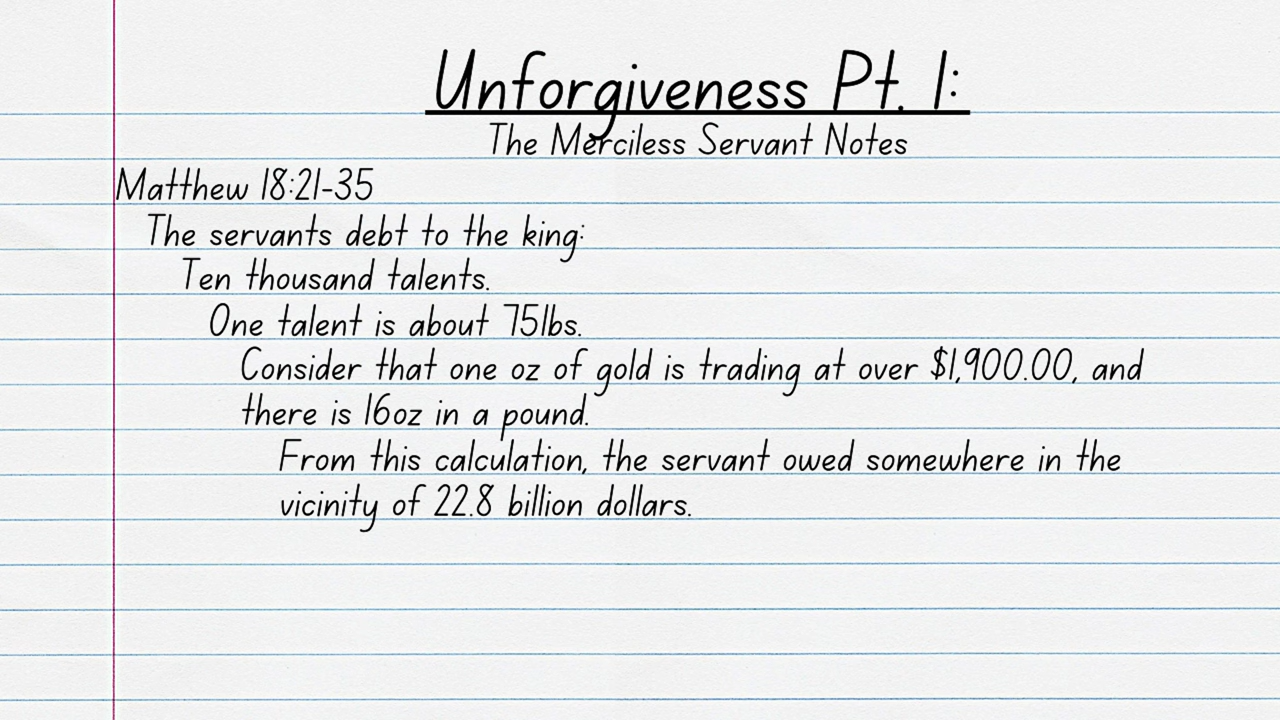 Unforgiveness Pt. 1:
The Merciless Servant Notes
Matthew 18:21-35
The servants debt to the king:
Ten thousand talents.
One talent is about 75lbs.
Consider that one oz of gold is trading at over $1,900.00, and
there is 16oz in a pound.
From this calculation, the servant owed somewhere in the
vicinity of 22.8 billion dollars.